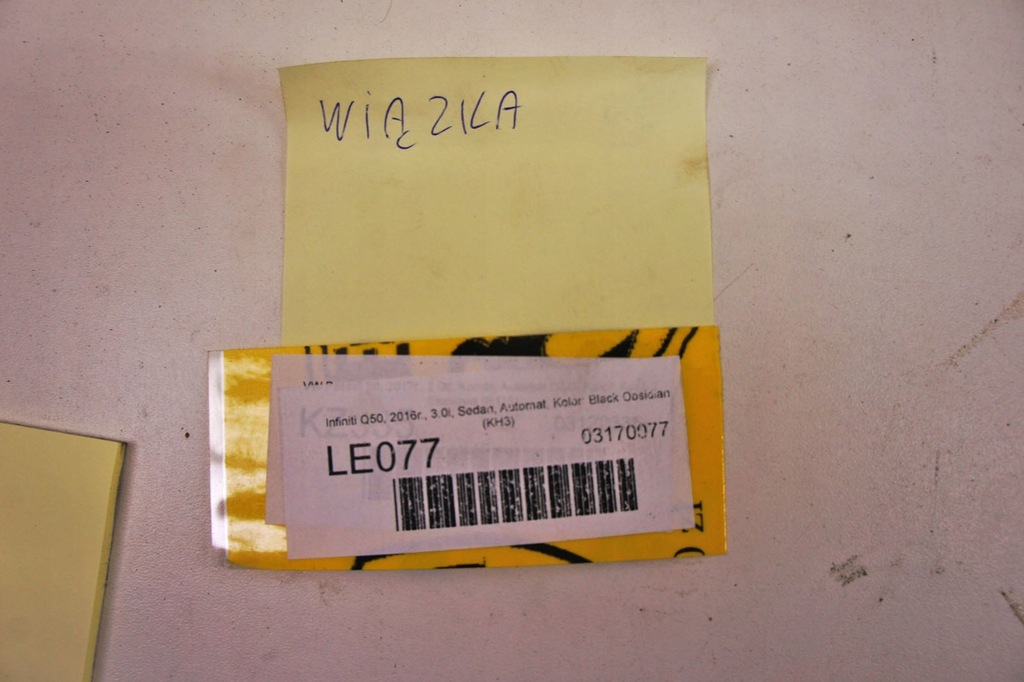 WIĄZKA
Infiniti Q50, 2016r., 3.0i, Sedan, Automat, Kolor: Black Obsidian
(KH3)
03170077
LE077